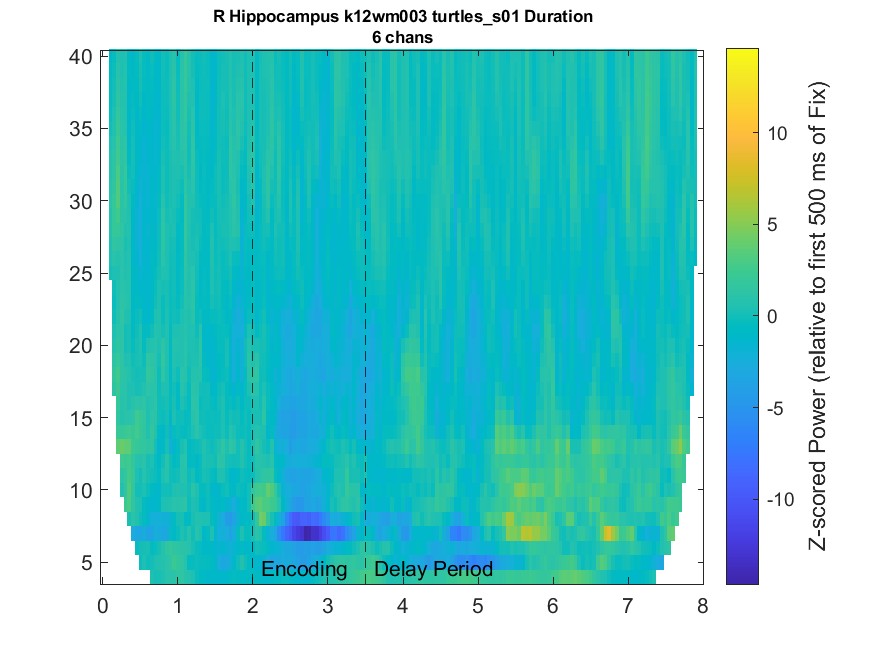 R Hippocampus k12wm003 turtles_s01 Duration
6 chans
40
35
30
25
20
15
10
5
0 1 2 3 4 5 6 7 8
Encoding Delay Period
10
5
0
-5
-10
Z-scored Power (relative to first 500 ms of Fix)